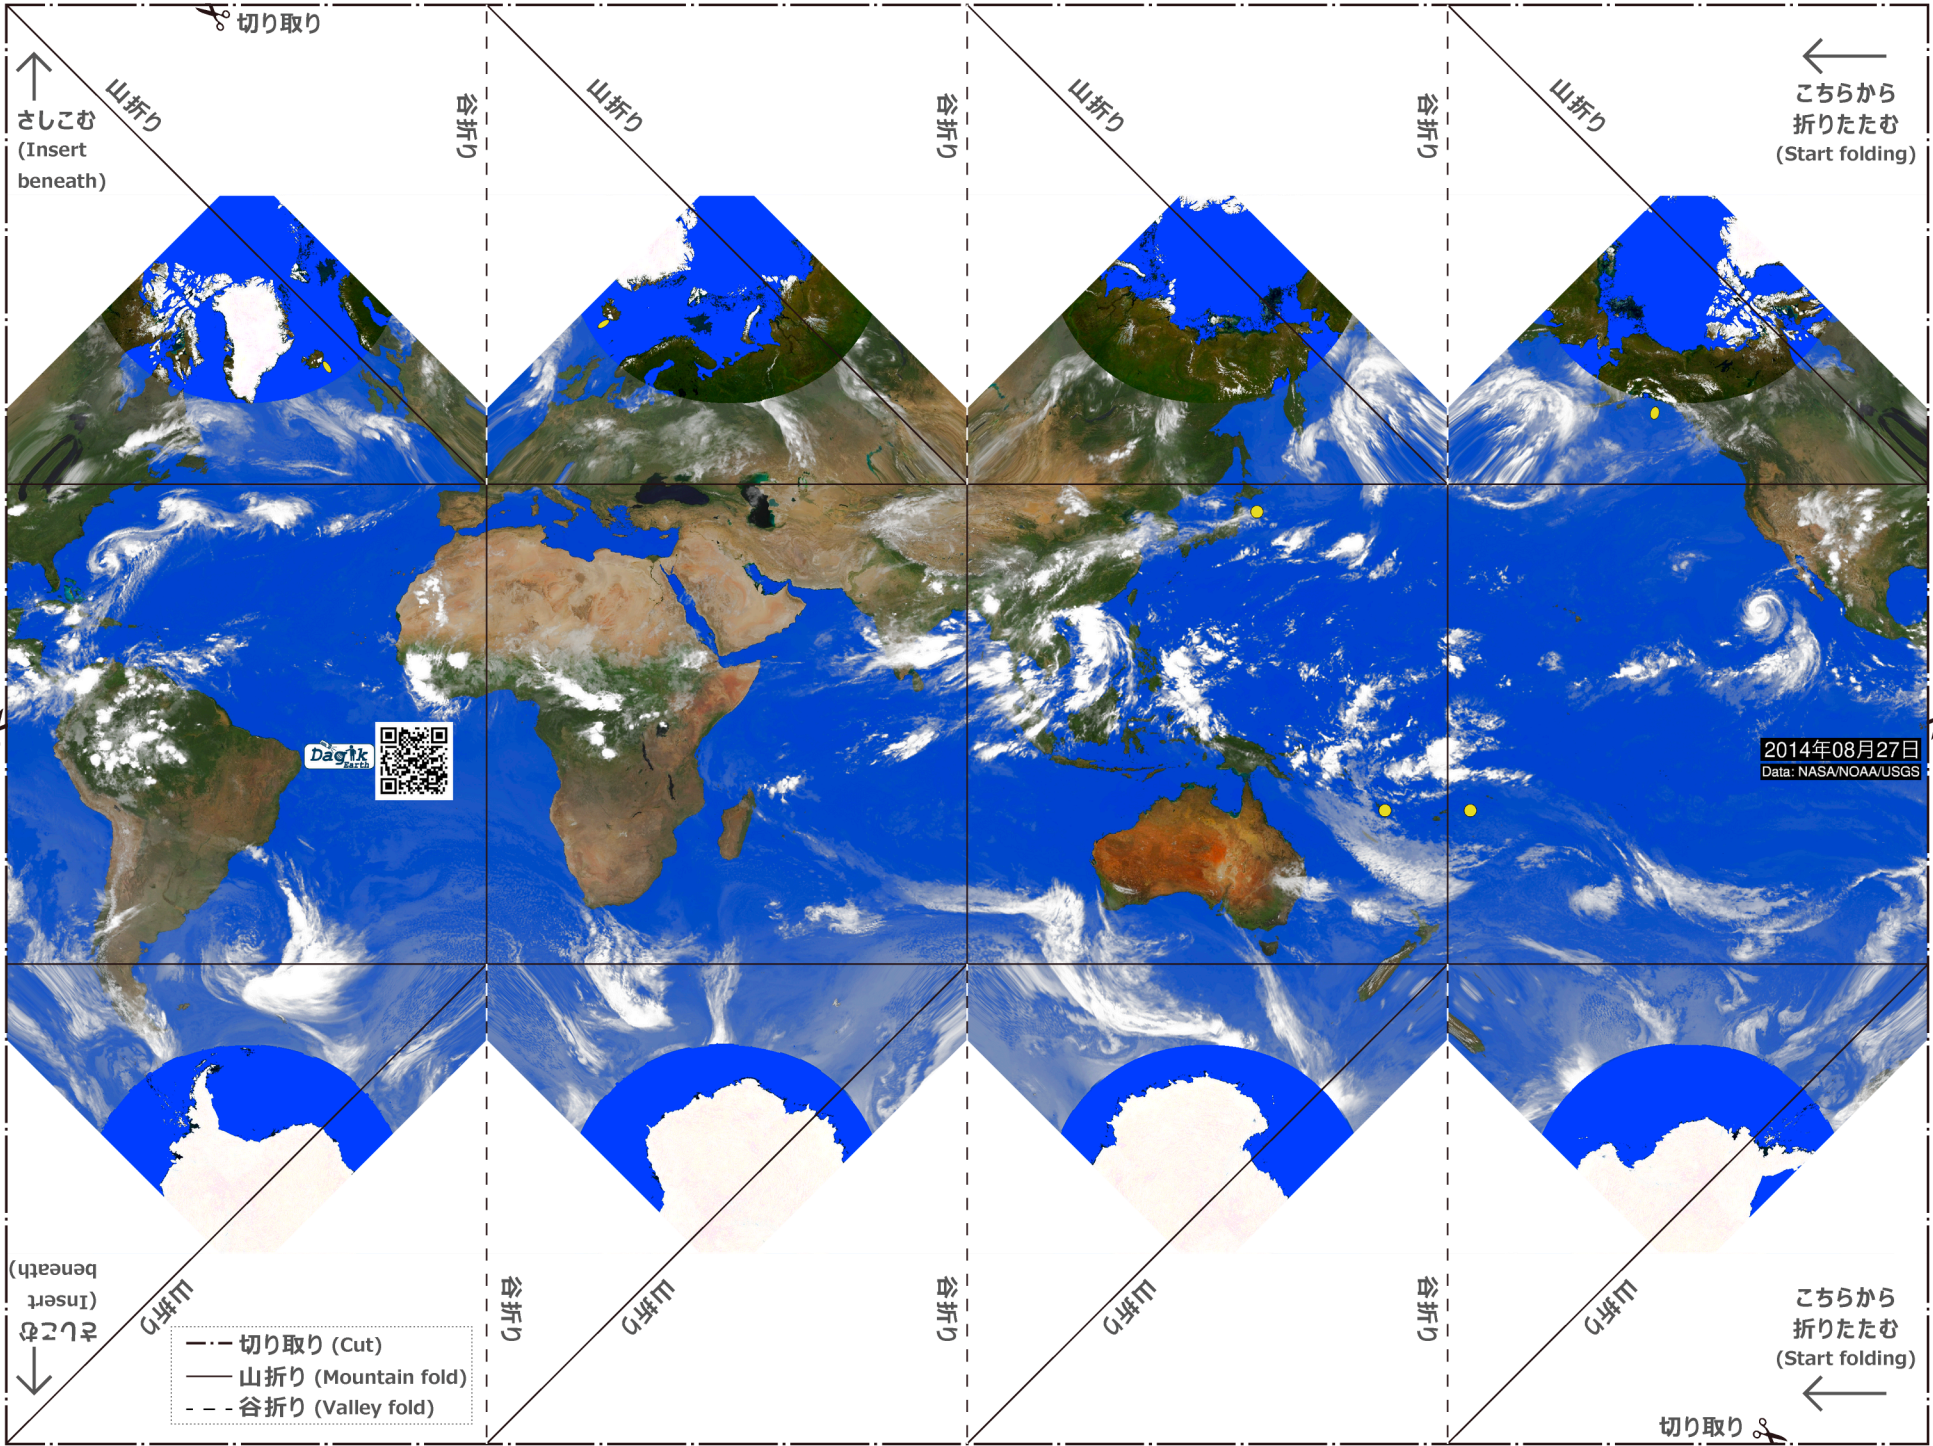 切り取り
山折り
谷折り
山折り
谷折り
山折り
谷折り
山折り
さしこむ
(Insert
beneath)
こちらから
折りたたむ
(Start folding)
Dagik
Earth
2014年08月27日
Data: NASA/NOAA/USGS
さしこむ
(Insert
beneath)
山折り
谷折り
山折り
谷折り
山折り
谷折り
山折り
こちらから
折りたたむ
(Start folding)
切り取り (Cut)
山折り (Mountain fold)
谷折り (Valley fold)
切り取り